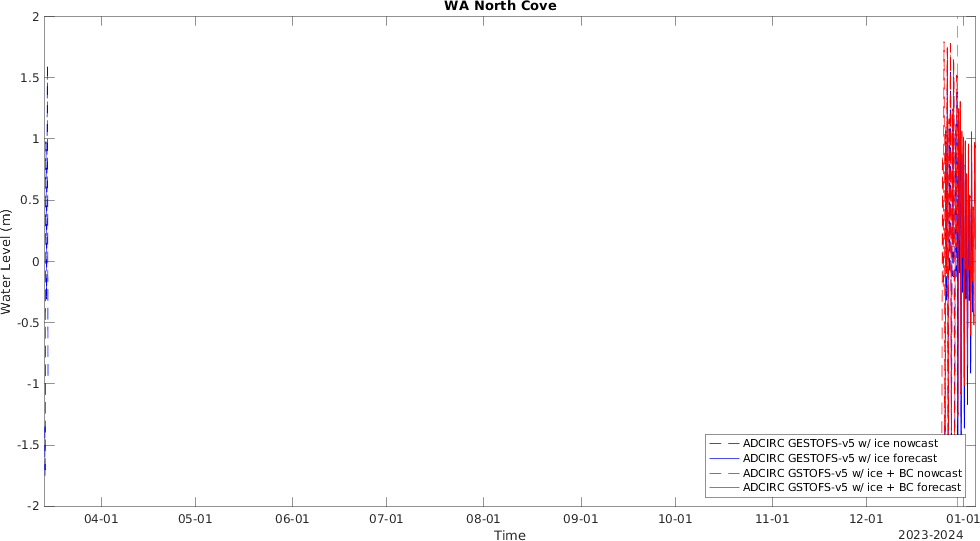 WA North Cove
2
1.5
1
0.5
0
-0.5
-1
-1.5
-2
Water Level (m)
04-01
05-01
06-01
07-01
08-01
09-01
10-01
11-01
12-01
01-01
Time
2023-2024
ADCIRC GESTOFS-v5 w/ ice nowcast
ADCIRC GESTOFS-v5 w/ ice forecast
ADCIRC GSTOFS-v5 w/ ice + BC nowcast
ADCIRC GSTOFS-v5 w/ ice + BC forecast